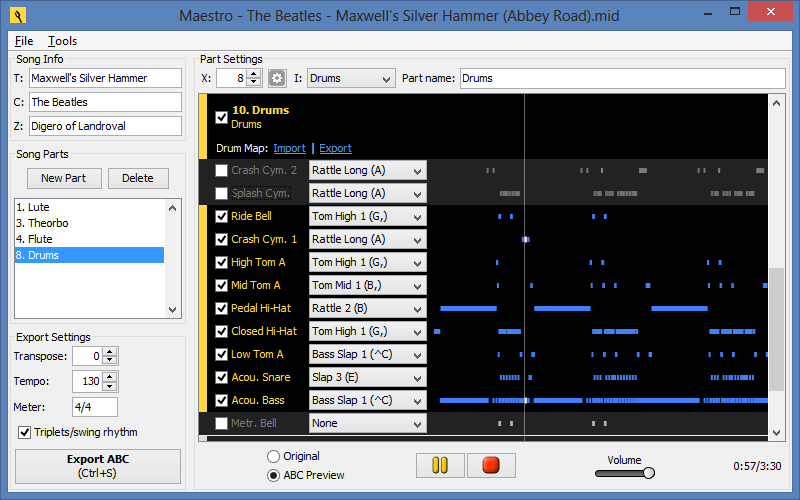 Maestro - The Beatles - Maxwell's Silver Hammer (Abbey Road).mid
File Tools
Song Info
T: Maxwell's Silver Hammer
C: The Beatles
Z: Digero of Landroval
Song Parts
New Part Delete
1. Lute
3. Theorbo
4. Flute
8. Drums
Export Settings
Transpose: 0
Tempo: 130
Meter: 4/4
Triplets/swing rhythm
Export ABC
(Ctrl+S)
Part Settings
X: 8 I: Drums Part name: Drums
10. Drums
Drums
Drum Map: Import | Export
Crash Cym. 2 Rattle Long (A)
Splash Cym. Rattle Long (A)
Ride Bell Tom High 1 (G,)
Crash Cym. 1 Rattle Long (A)
High Tom A Tom High 1 (G,)
Mid Tom A Tom Mid 1 (B,)
Pedal Hi-Hat Rattle 2 (B)
Closed Hi-Hat Tom High 1 (G,)
Low Tom A Bass Slap 1 (^C)
Acou. Snare Slap 3 (E)
Acou. Bass Bass Slap 1 (^C)
Metr. Bell None
Original
ABC Preview
Volume
0:57/3:30